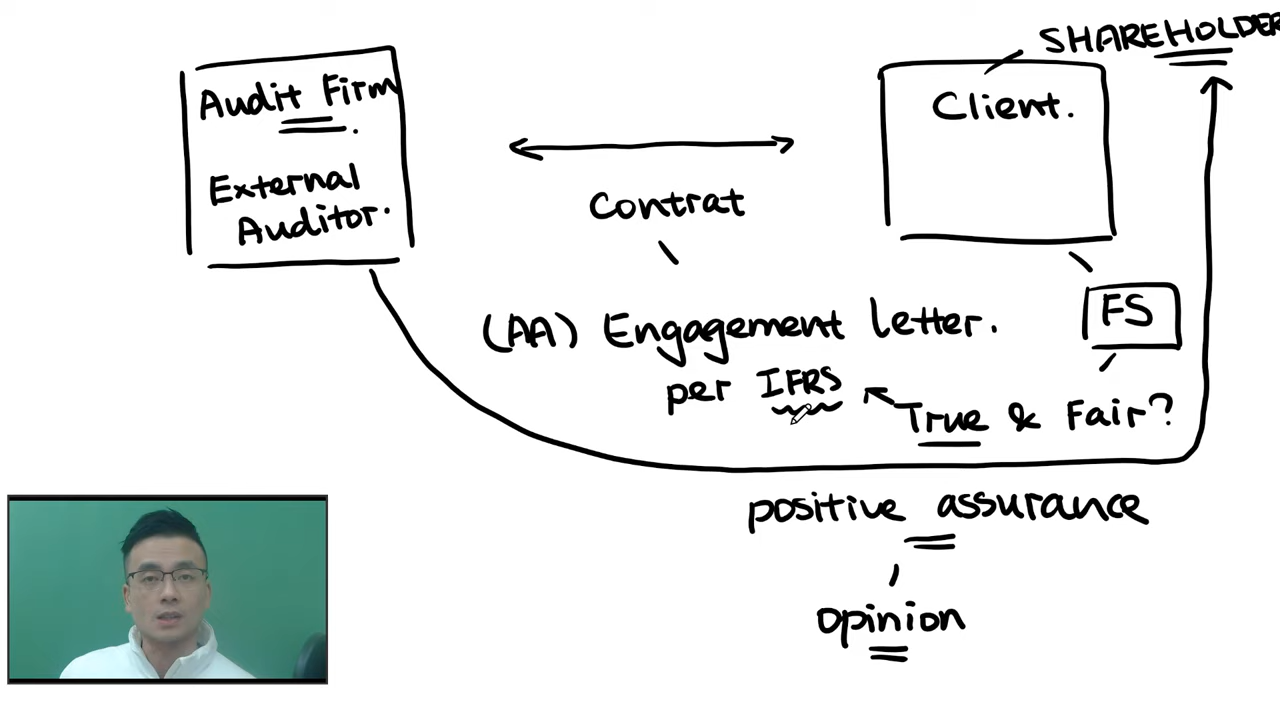 SHAREHOLDER
Audit Firm.
External
Auditor.
Client.
Contrat
(AA) Engagement letter.
per IFRS
FS
True & Fair?
positive assurance
opinion